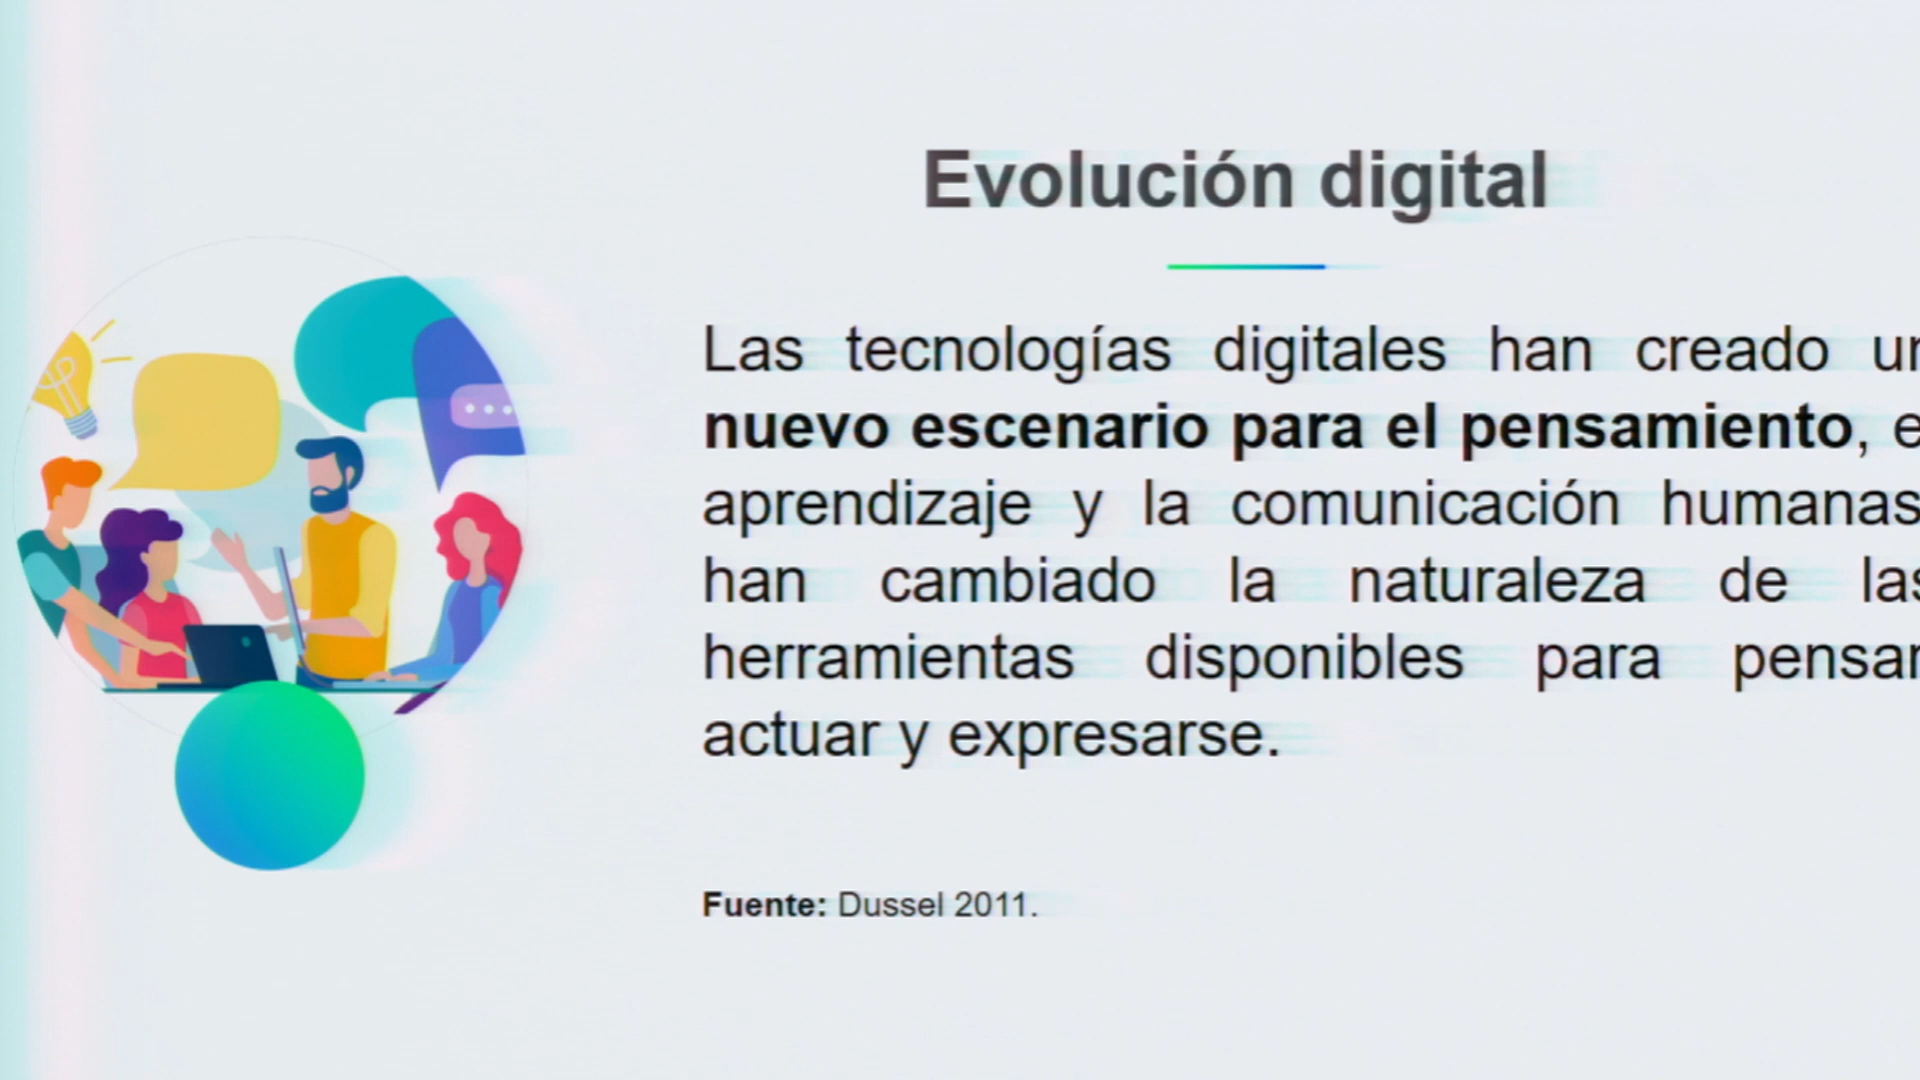 Evolución digital
Las tecnologías digitales han creado un
nuevo escenario para el pensamiento, e
aprendizaje y la comunicación humanas
han cambiado la naturaleza de las
herramientas disponibles para pensar
actuar y expresarse.
Fuente: Dussel 2011.